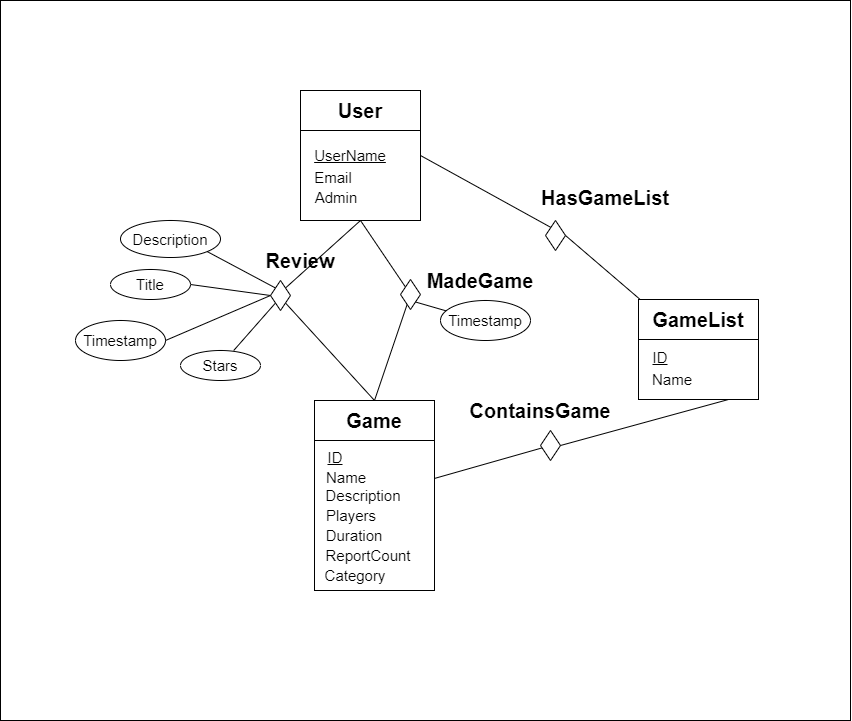 User
UserName
Email
Admin
HasGameList
Description
Review
Title
MadeGame
Timestamp
Timestamp
Stars
GameList
ID
Name
ContainsGame
Game
ID
Name
Description
Players
Duration
ReportCount
Category